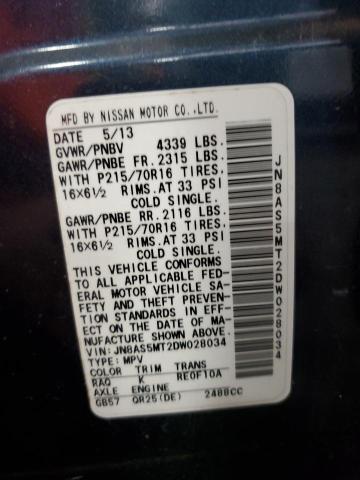 MFD BY NISSAN MOTOR CO.,LTD.
DATE 5/13
GVWR/PNBV 4339 LBS.
GAWR/PNBE FR. 2315 LBS.
WITH P215/70R16 TIRES,
16X6½ RIMS.AT 33 PSI
COLD SINGLE.
GAWR/PNBE RR. 2116 LBS.
WITH P215/70R16 TIRES,
16X6½ RIMS.AT 33 PSI
COLD SINGLE.
THIS VEHICLE CONFORMS
TO ALL APPLICABLE FED-
ERAL MOTOR VEHICLE SA-
FETY AND THEFT PREVEN-
TION STANDARDS IN EFF-
ECT ON THE DATE OF MA-
NUFACTURE SHOWN ABOVE.
VIN: JN8AS5MT2DW028034
TYPE: MPV
COLOR TRIM TRANS
RAQ K RE0F10A
AXLE ENGINE
GB57 QR25(DE) 2488CC
JN8AS5MT2DW028034